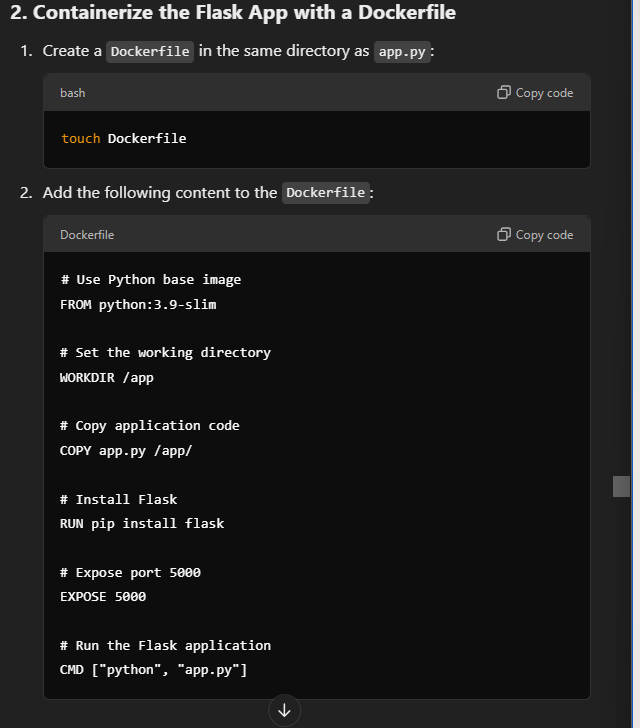 2. Containerize the Flask App with a Dockerfile
1. Create a Dockerfile in the same directory as app.py:
bash
Copy code
touch Dockerfile
2. Add the following content to the Dockerfile:
Dockerfile
Copy code
# Use Python base image
FROM python:3.9-slim

# Set the working directory
WORKDIR /app

# Copy application code
COPY app.py /app/

# Install Flask
RUN pip install flask

# Expose port 5000
EXPOSE 5000

# Run the Flask application
CMD ["python", "app.py"]